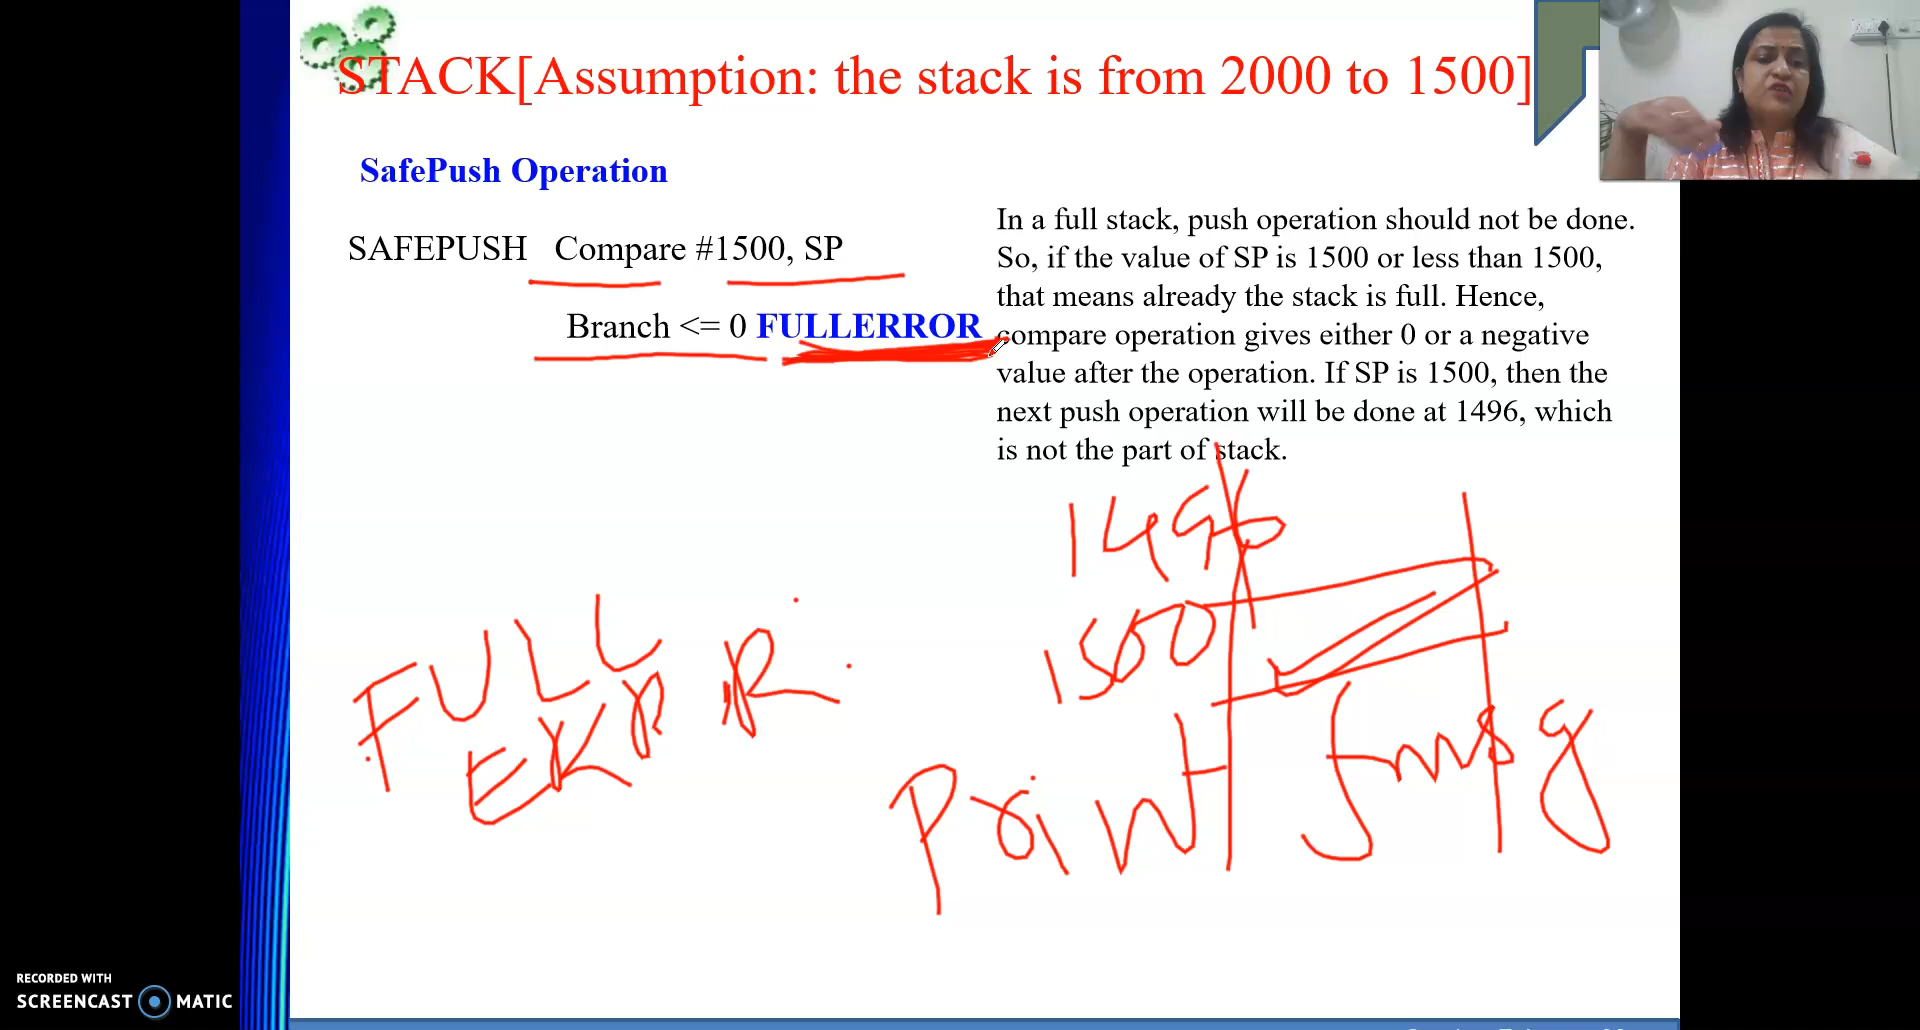 STACK[Assumption: the stack is from 2000 to 1500]
SafePush Operation
SAFEPUSH Compare #1500, SP
Branch <= 0 FULLERROR
In a full stack, push operation should not be done.
So, if the value of SP is 1500 or less than 1500,
that means already the stack is full. Hence,
compare operation gives either 0 or a negative
value after the operation. If SP is 1500, then the
next push operation will be done at 1496, which
is not the part of stack.
1496
1500
FULL
ERROR
Print
msg
RECORDED WITH
SCREENCAST MATIC